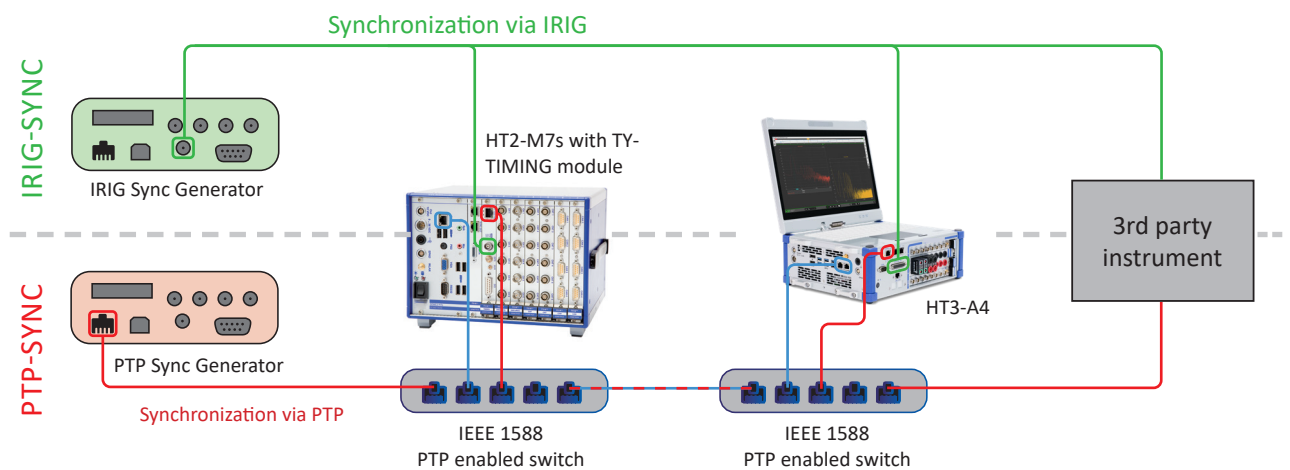 Synchronization via IRIG
IRIG-SYNC
IRIG Sync Generator
HT2-M7s with TY-
TIMING module
3rd party
instrument
HT3-A4
PTP-SYNC
PTP Sync Generator
Synchronization via PTP
IEEE 1588
PTP enabled switch
IEEE 1588
PTP enabled switch